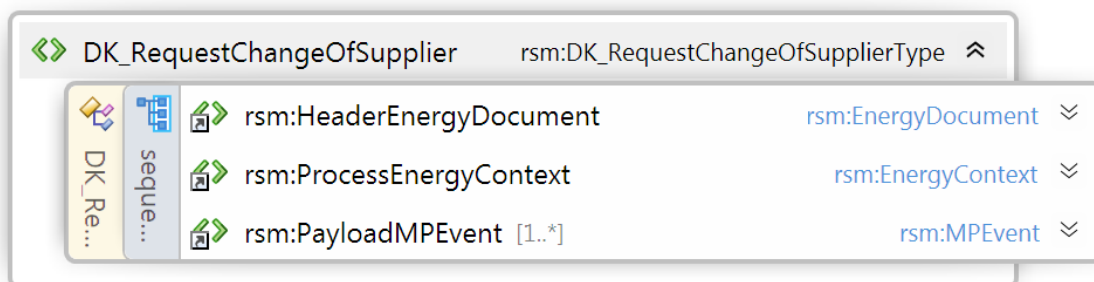 DK_RequestChangeOfSupplier rsm:DK_RequestChangeOfSupplierType
DK_Re...
seque...
rsm:HeaderEnergyDocument rsm:EnergyDocument
rsm:ProcessEnergyContext rsm:EnergyContext
rsm:PayloadMPEvent [1..*] rsm:MPEvent